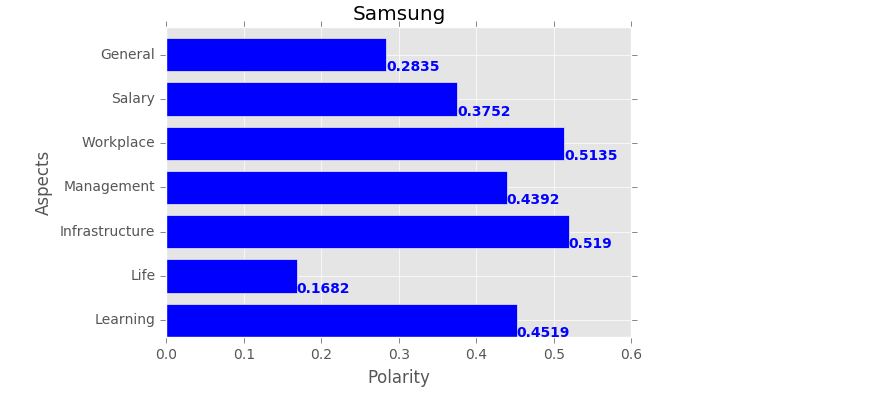 Samsung
General
0.2835
Salary
0.3752
Workplace
0.5135
Management
0.4392
Infrastructure
0.519
Life
0.1682
Learning
0.4519
Aspects
0.0 0.1 0.2 0.3 0.4 0.5 0.6
Polarity